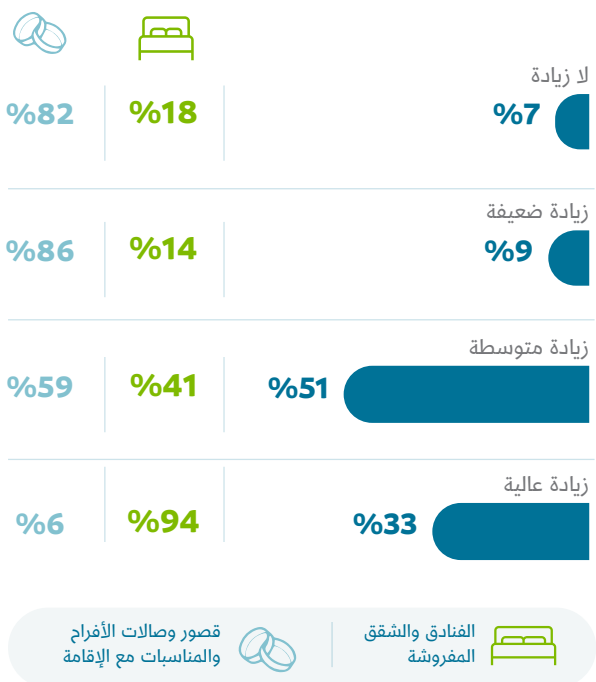 لا زيادة
%7
%18
%82
زيادة ضعيفة
%9
%14
%86
زيادة متوسطة
%51
%41
%59
زيادة عالية
%33
%94
%6
الفنادق والشقق
المفروشة
قصور وصالات الأفراح
والمناسبات مع الإقامة